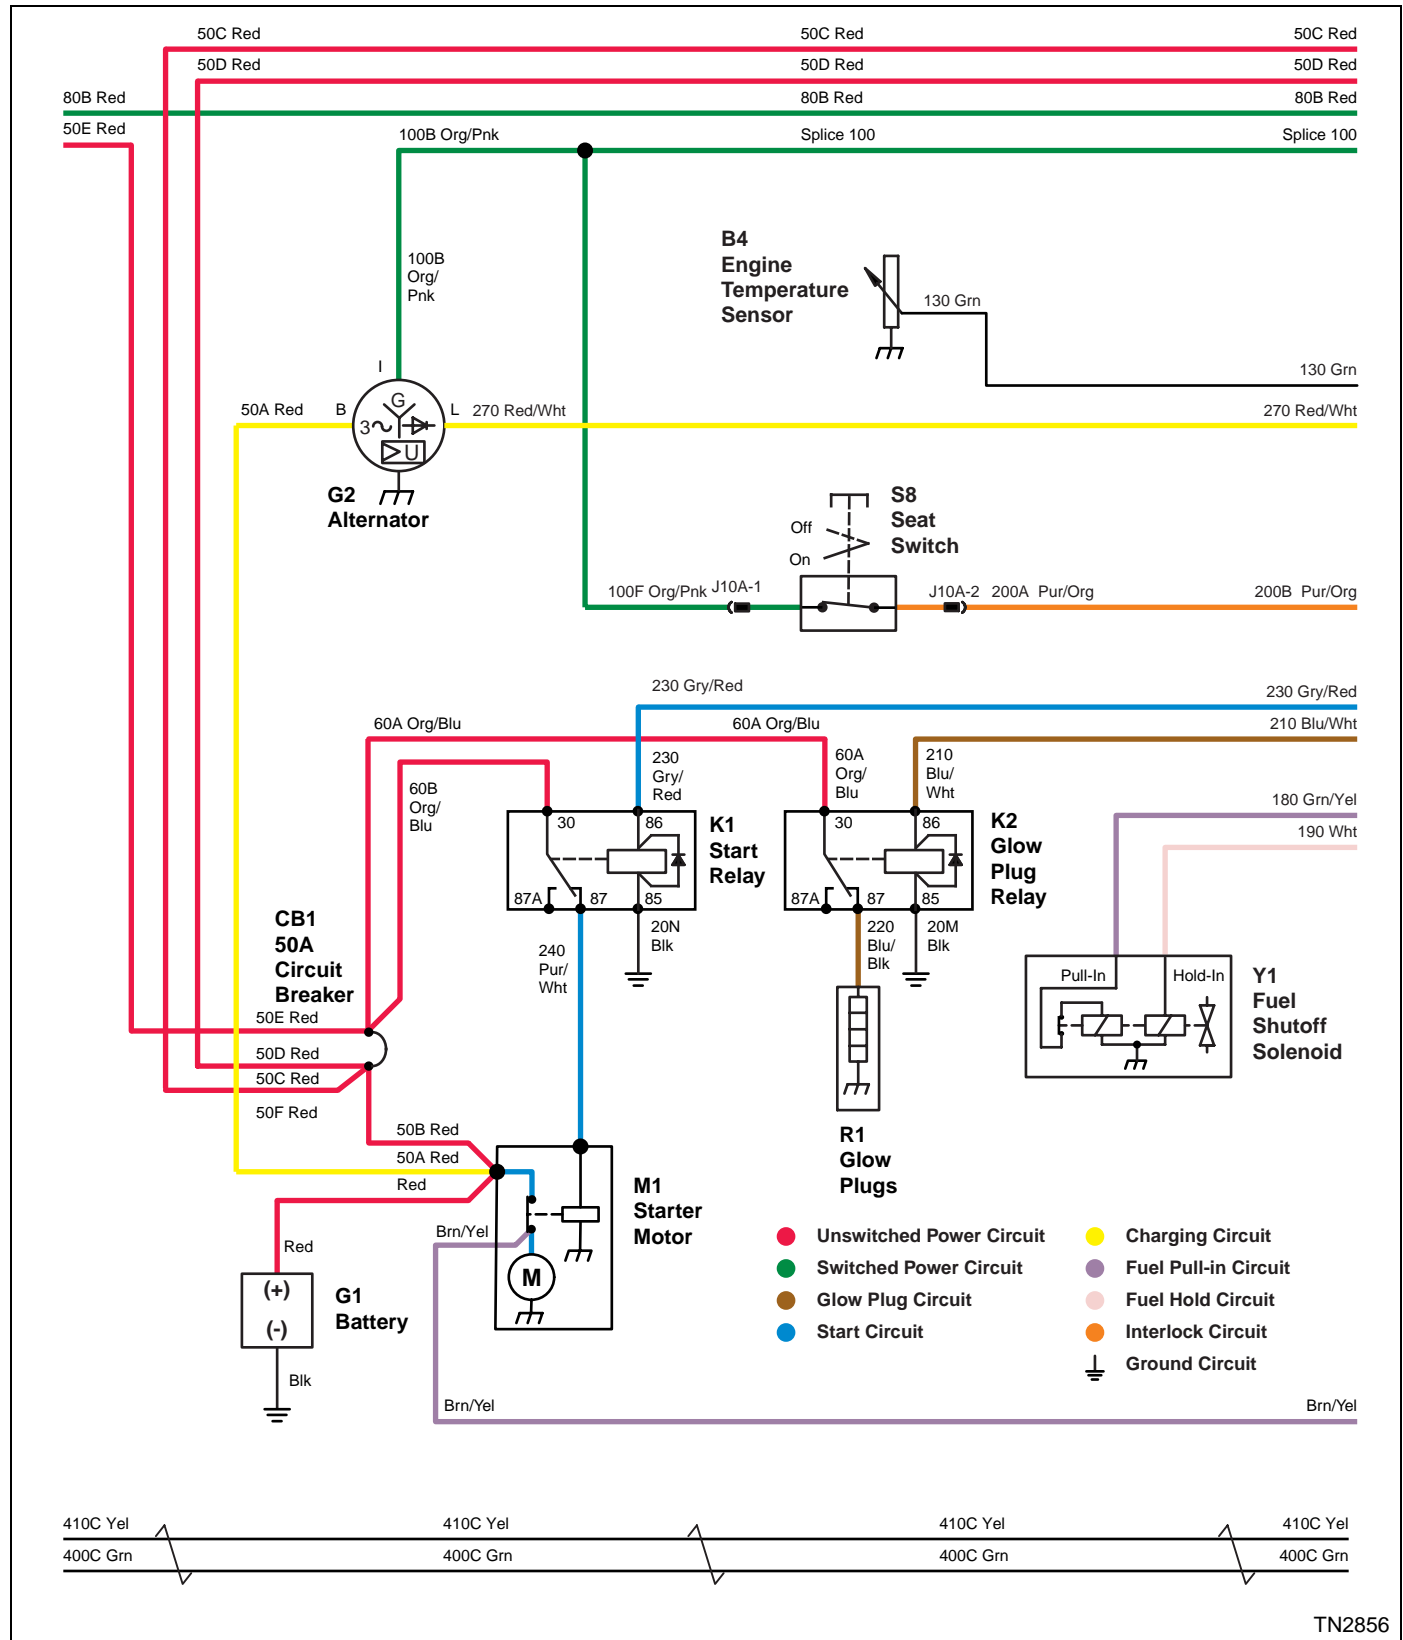 50C Red 50C Red 50C Red
50D Red 50D Red 50D Red
80B Red 80B Red 80B Red
50E Red
100B Org/Pnk Splice 100 Splice 100
B4
Engine
Temperature
Sensor
100B
Org/
Pnk
130 Grn
130 Grn
I
50A Red B L 270 Red/Wht 270 Red/Wht
G
3
U
G2
Alternator
S8
Seat
Switch
Off
On
100F Org/Pnk J10A-1 J10A-2 200A Pur/Org 200B Pur/Org
230 Gry/Red 230 Gry/Red
60A Org/Blu 60A Org/Blu 210 Blu/Wht
60B
Org/
Blu
230
Gry/
Red
60A
Org/
Blu
210
Blu/
Wht
180 Grn/Yel
190 Wht
30 86
87A 87 85
K1
Start
Relay
30 86
87A 87 85
K2
Glow
Plug
Relay
CB1
50A
Circuit
Breaker
240
Pur/
Wht
20N
Blk
220
Blu/
Blk
20M
Blk
Pull-In Hold-In
Y1
Fuel
Shutoff
Solenoid
50E Red
50D Red
50C Red
50F Red
50B Red
50A Red
Red
R1
Glow
Plugs
M1
Starter
Motor
Brn/Yel
M
Red
(+)
(-)
G1
Battery
Blk
Unswitched Power Circuit
Switched Power Circuit
Glow Plug Circuit
Start Circuit
Charging Circuit
Fuel Pull-in Circuit
Fuel Hold Circuit
Interlock Circuit
Ground Circuit
Brn/Yel Brn/Yel
410C Yel 410C Yel 410C Yel 410C Yel
400C Grn 400C Grn 400C Grn 400C Grn
TN2856